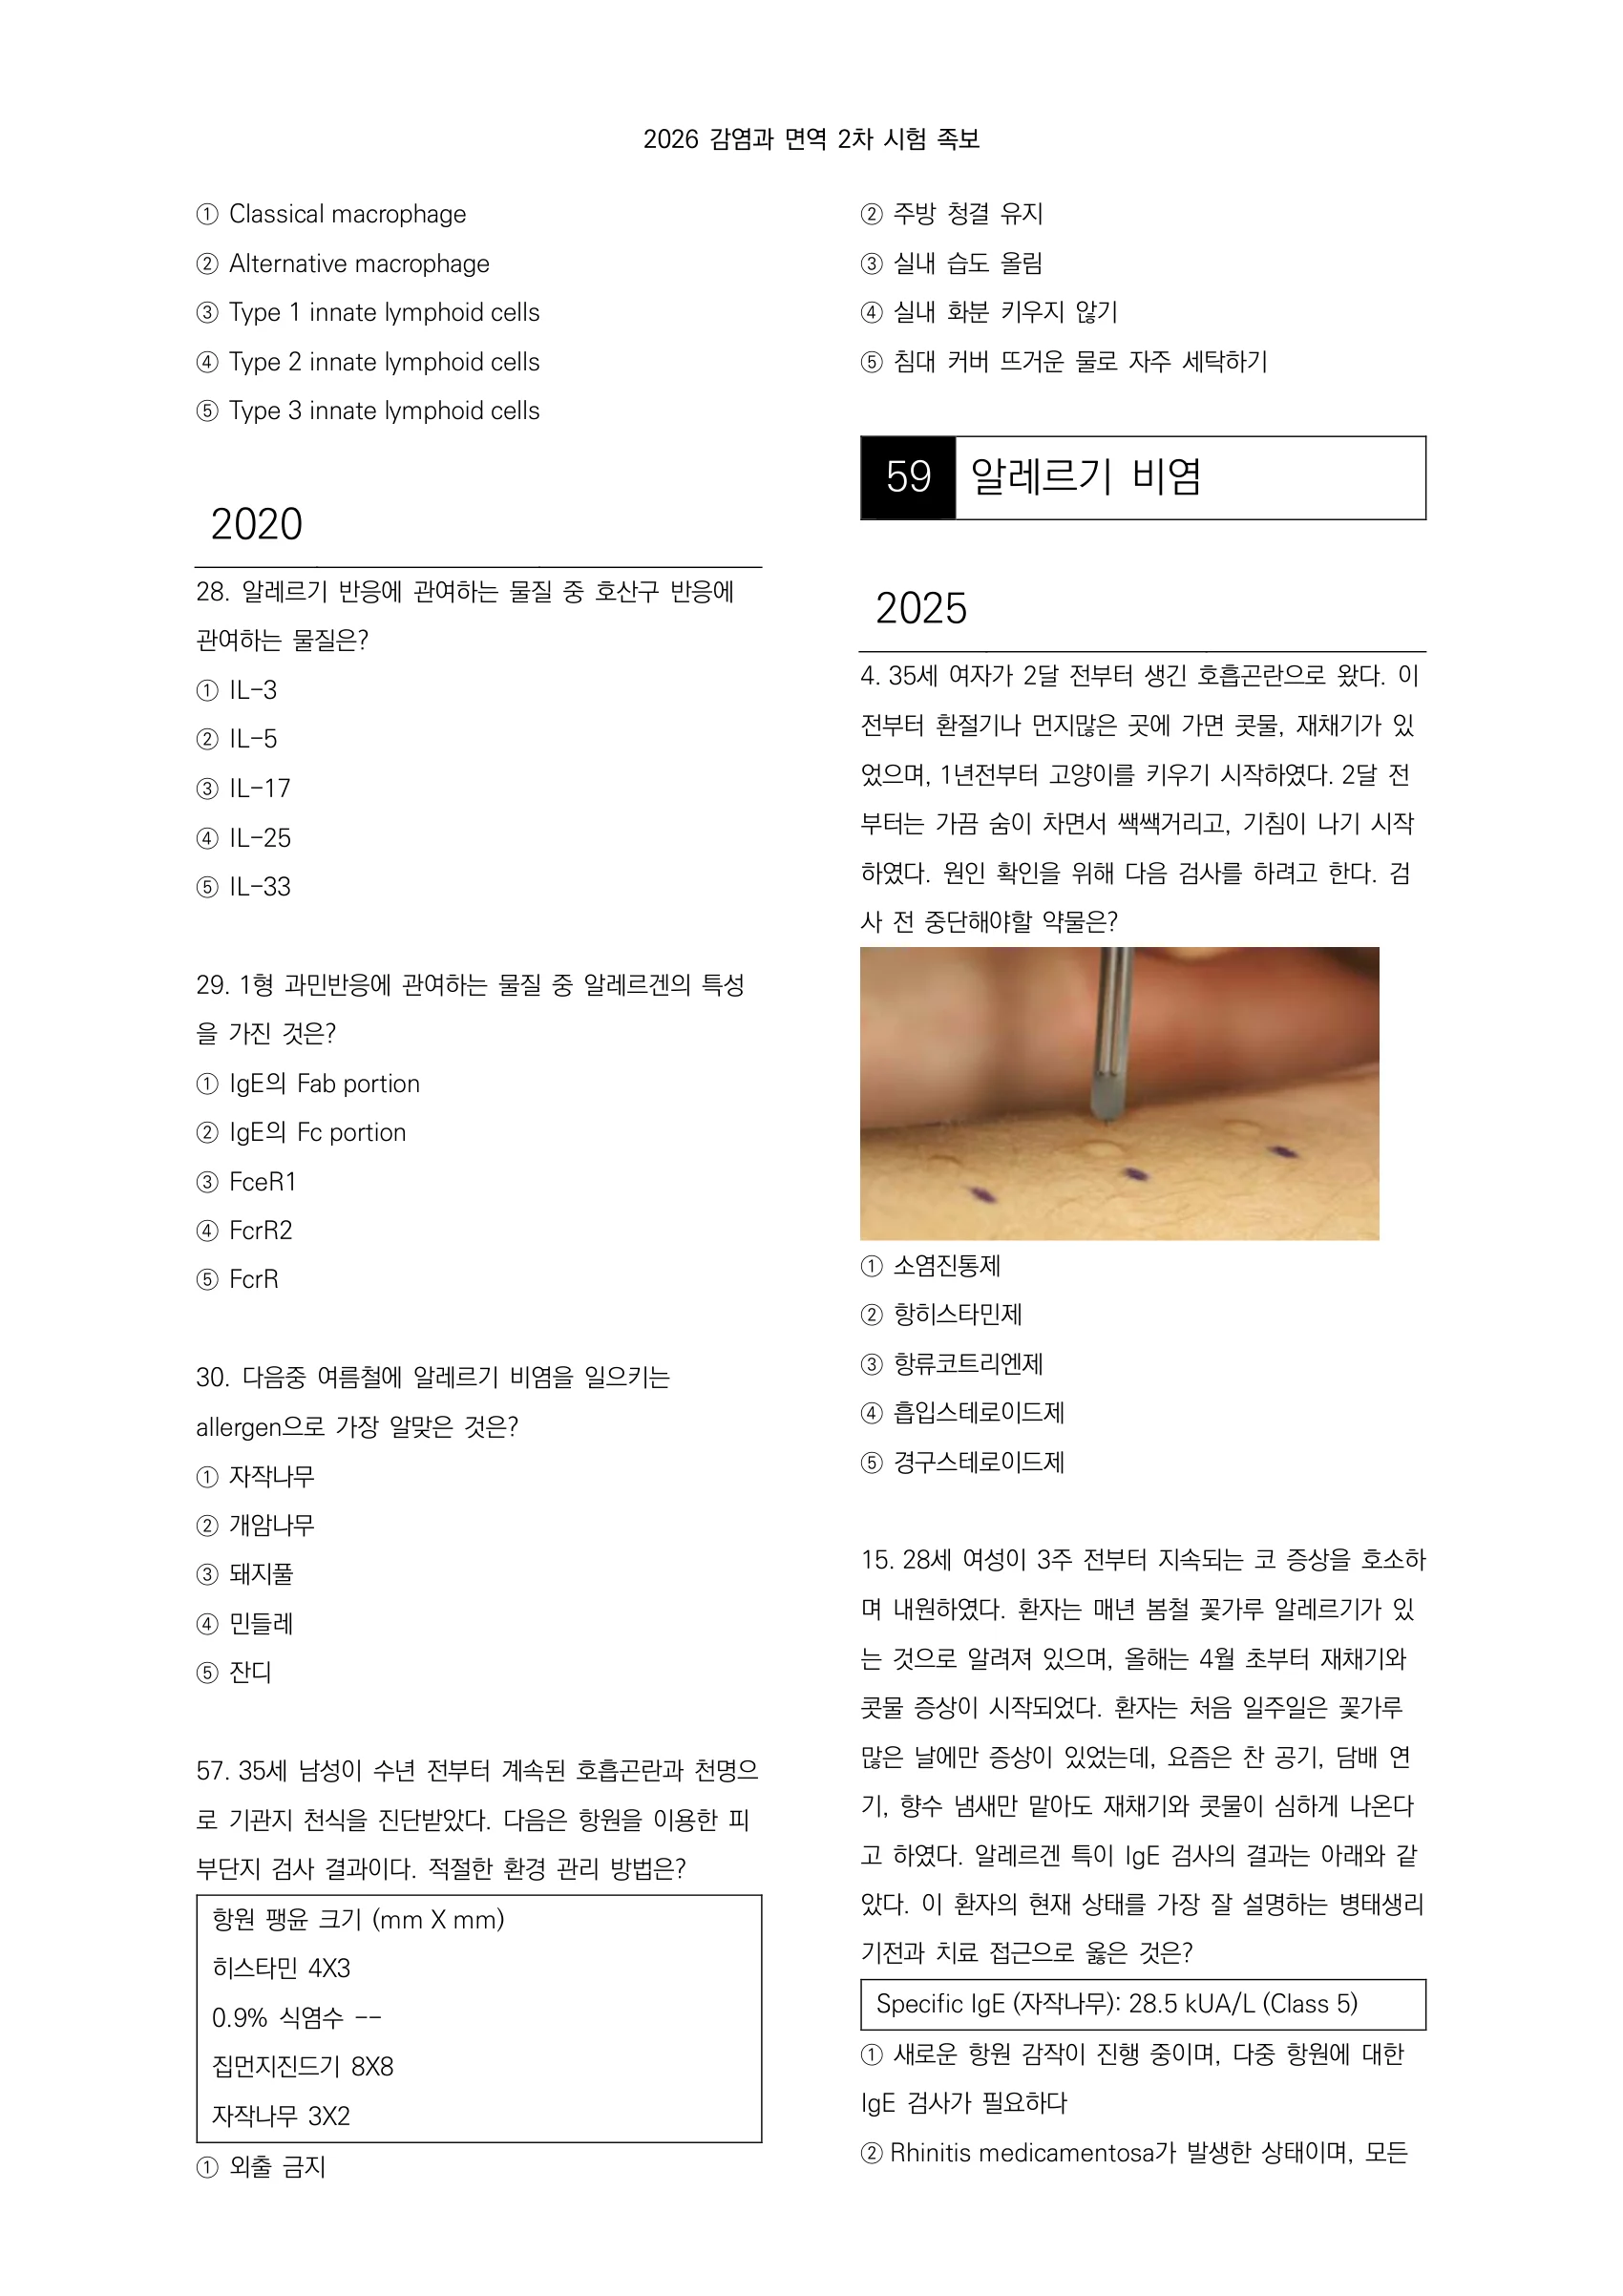 2026 감염과 면역 2차 시험 족보
① Classical macrophage
② Alternative macrophage
③ Type 1 innate lymphoid cells
④ Type 2 innate lymphoid cells
⑤ Type 3 innate lymphoid cells
2020
28. 알레르기 반응에 관여하는 물질 중 호산구 반응에
관여하는 물질은?
① IL-3
② IL-5
③ IL-17
④ IL-25
⑤ IL-33
29. 1형 과민반응에 관여하는 물질 중 알레르겐의 특성
을 가진 것은?
① IgE의 Fab portion
② IgE의 Fc portion
③ FceR1
④ FcrR2
⑤ FcrR
30. 다음중 여름철에 알레르기 비염을 일으키는
allergen으로 가장 알맞은 것은?
① 자작나무
② 개암나무
③ 돼지풀
④ 민들레
⑤ 잔디
57. 35세 남성이 수년 전부터 계속된 호흡곤란과 천명으
로 기관지 천식을 진단받았다. 다음은 항원을 이용한 피
부단지 검사 결과이다. 적절한 환경 관리 방법은?
항원 팽윤 크기 (mm X mm)
히스타민 4X3
0.9% 식염수 --
집먼지진드기 8X8
자작나무 3X2
① 외출 금지
② 주방 청결 유지
③ 실내 습도 올림
④ 실내 화분 키우지 않기
⑤ 침대 커버 뜨거운 물로 자주 세탁하기
59 알레르기 비염
2025
4. 35세 여자가 2달 전부터 생긴 호흡곤란으로 왔다. 이
전부터 환절기나 먼지많은 곳에 가면 콧물, 재채기가 있
었으며, 1년전부터 고양이를 키우기 시작하였다. 2달 전
부터는 가끔 숨이 차면서 쌕쌕거리고, 기침이 나기 시작
하였다. 원인 확인을 위해 다음 검사를 하려고 한다. 검
사 전 중단해야할 약물은?
① 소염진통제
② 항히스타민제
③ 항류코트리엔제
④ 흡입스테로이드제
⑤ 경구스테로이드제
15. 28세 여성이 3주 전부터 지속되는 코 증상을 호소하
며 내원하였다. 환자는 매년 봄철 꽃가루 알레르기가 있
는 것으로 알려져 있으며, 올해는 4월 초부터 재채기와
콧물 증상이 시작되었다. 환자는 처음 일주일은 꽃가루
많은 날에만 증상이 있었는데, 요즘은 찬 공기, 담배 연
기, 향수 냄새만 맡아도 재채기와 콧물이 심하게 나온다
고 하였다. 알레르겐 특이 IgE 검사의 결과는 아래와 같
았다. 이 환자의 현재 상태를 가장 잘 설명하는 병태생리
기전과 치료 접근으로 옳은 것은?
Specific IgE (자작나무): 28.5 kUA/L (Class 5)
① 새로운 항원 감작이 진행 중이며, 다중 항원에 대한
IgE 검사가 필요하다
② Rhinitis medicamentosa가 발생한 상태이며, 모든